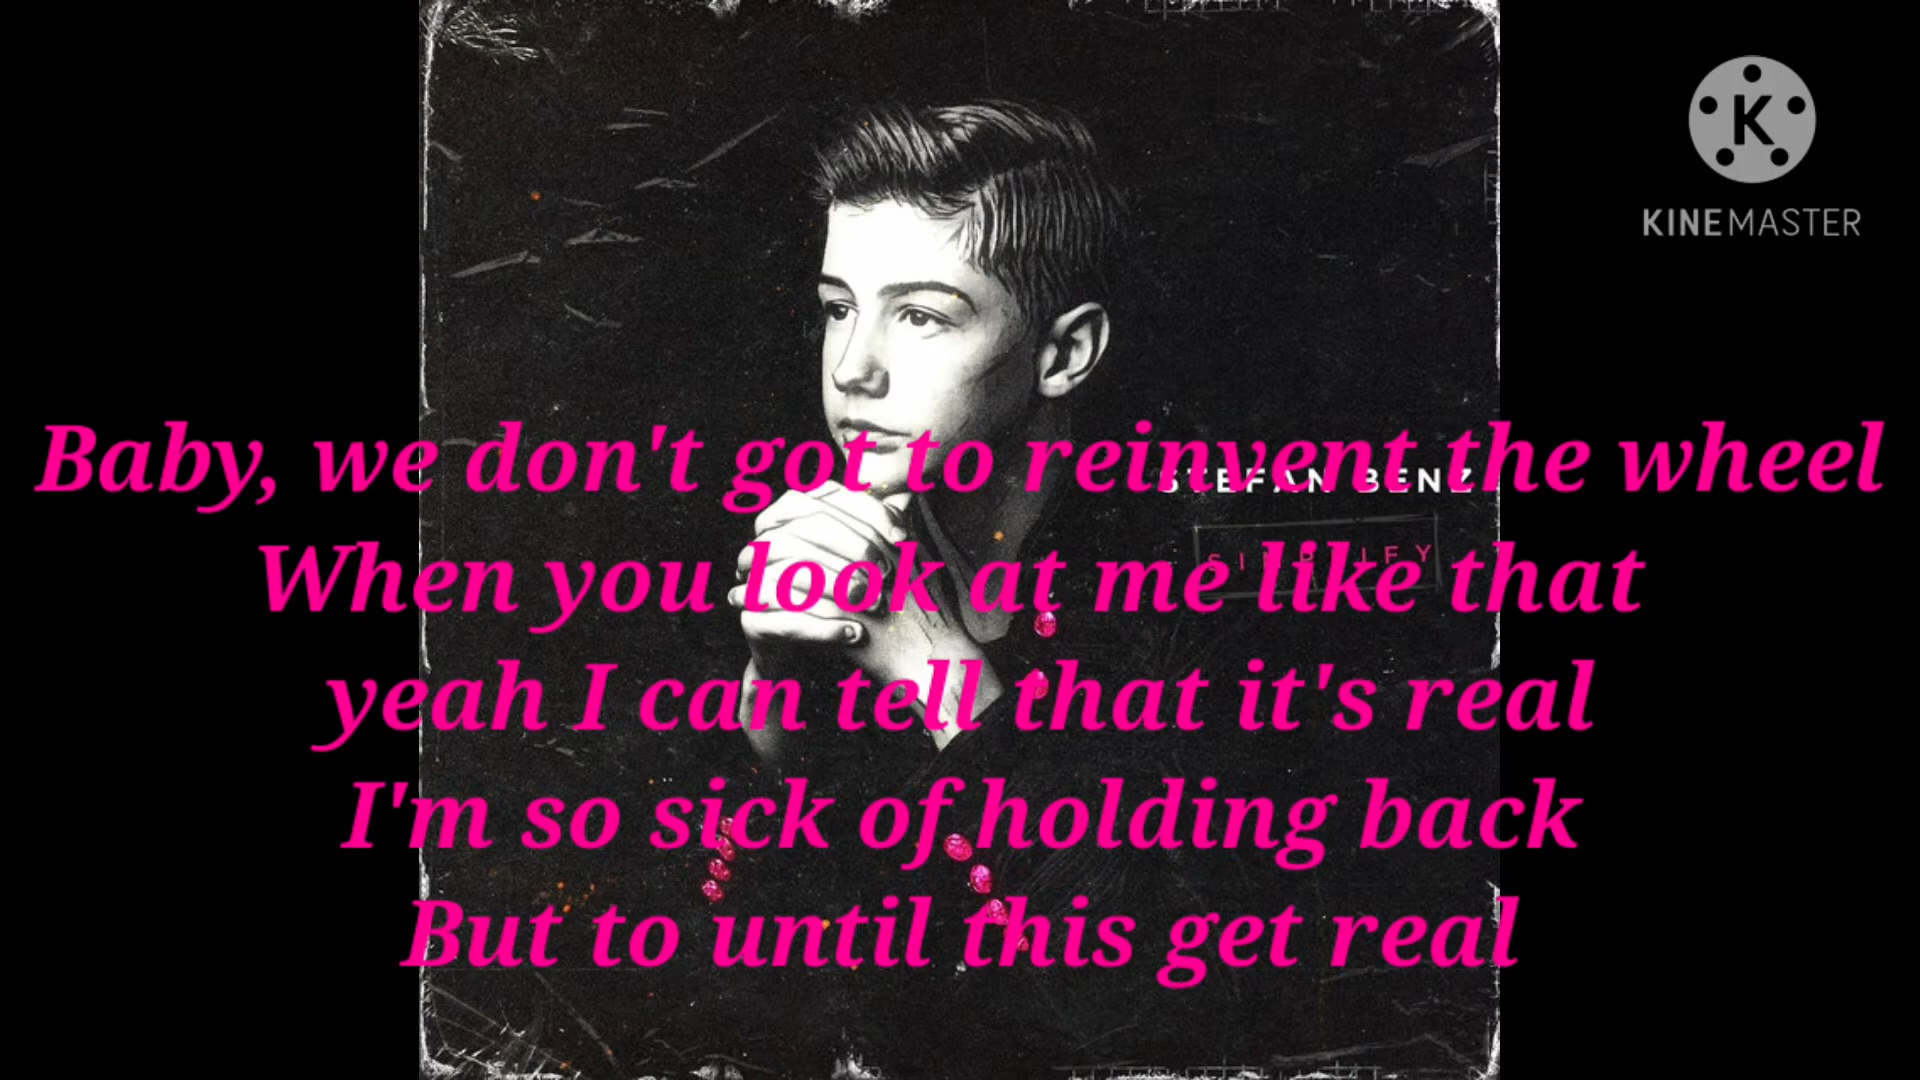 K
KINEMASTER
Baby, we don't got to reinvent the wheel
STEFAN BENZ
When you look at me like that
SIMPLIFY
yeah I can tell that it's real
I'm so sick of holding back
But to until this get real